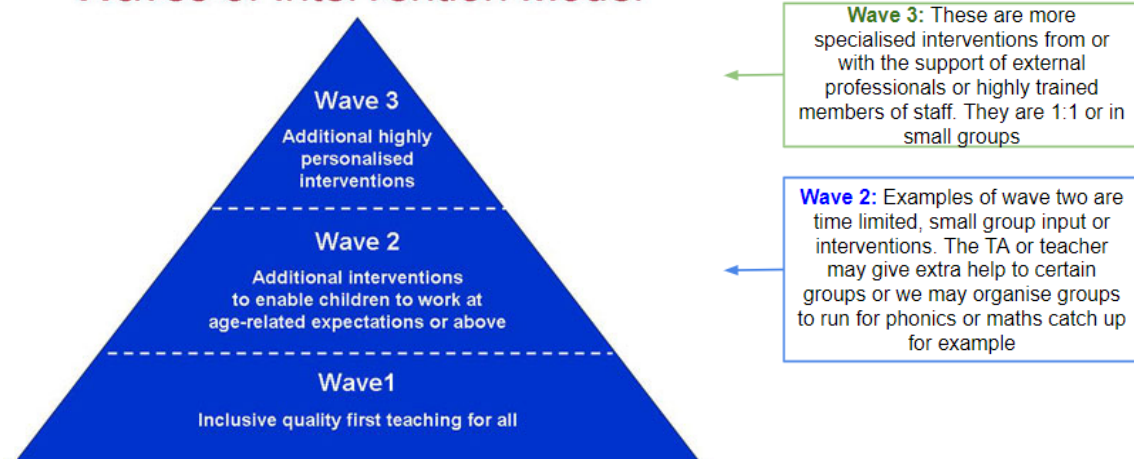 Waves of Intervention Model
Wave 3
Additional highly
personalised
interventions
Wave 2
Additional interventions
to enable children to work at
age-related expectations or above
Wave1
Inclusive quality first teaching for all
Wave 3: These are more
specialised interventions from or
with the support of external
professionals or highly trained
members of staff. They are 1:1 or in
small groups
Wave 2: Examples of wave two are
time limited, small group input or
interventions. The TA or teacher
may give extra help to certain
groups or we may organise groups
to run for phonics or maths catch up
for example